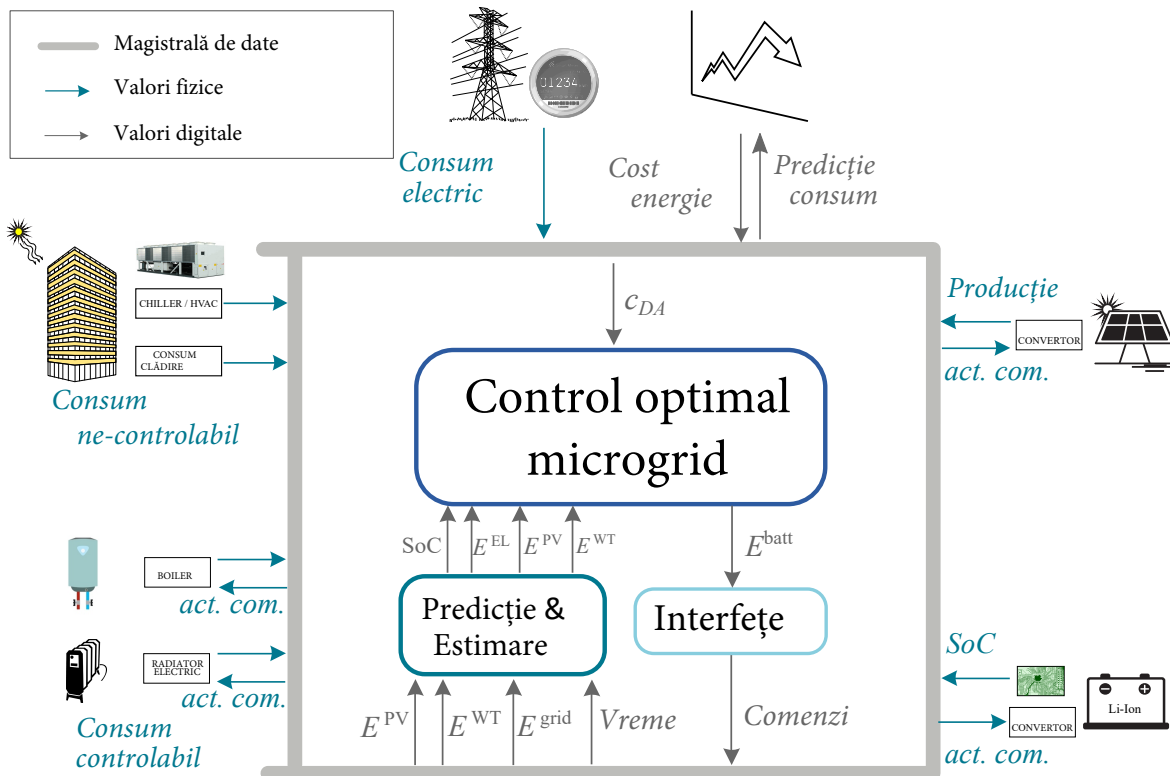 Magistrală de date
Valori fizice
Valori digitale
01234
Consum
electric
Cost
energie
Predicție
consum
CHILLER / HVAC
CONSUM
CLĂDIRE
Consum
ne-controlabil
c_DA
Producție
CONVERTOR
act. com.
Control optimal
microgrid
SoC
E^EL
E^PV
E^WT
E^batt
BOILER
act. com.
Predicție &
Estimare
Interfețe
RADIATOR
ELECTRIC
act. com.
Consum
controlabil
E^PV
E^WT
E^grid
Vreme
Comenzi
SoC
CONVERTOR
Li-Ion
act. com.